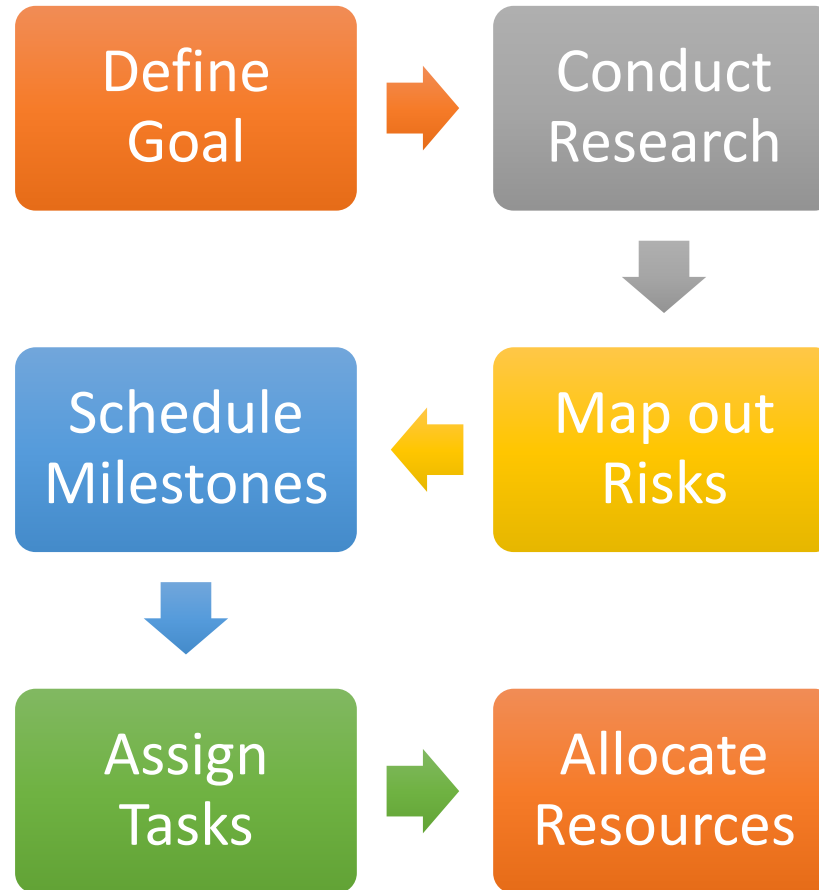 Define
Goal
Conduct
Research
Map out
Risks
Schedule
Milestones
Assign
Tasks
Allocate
Resources